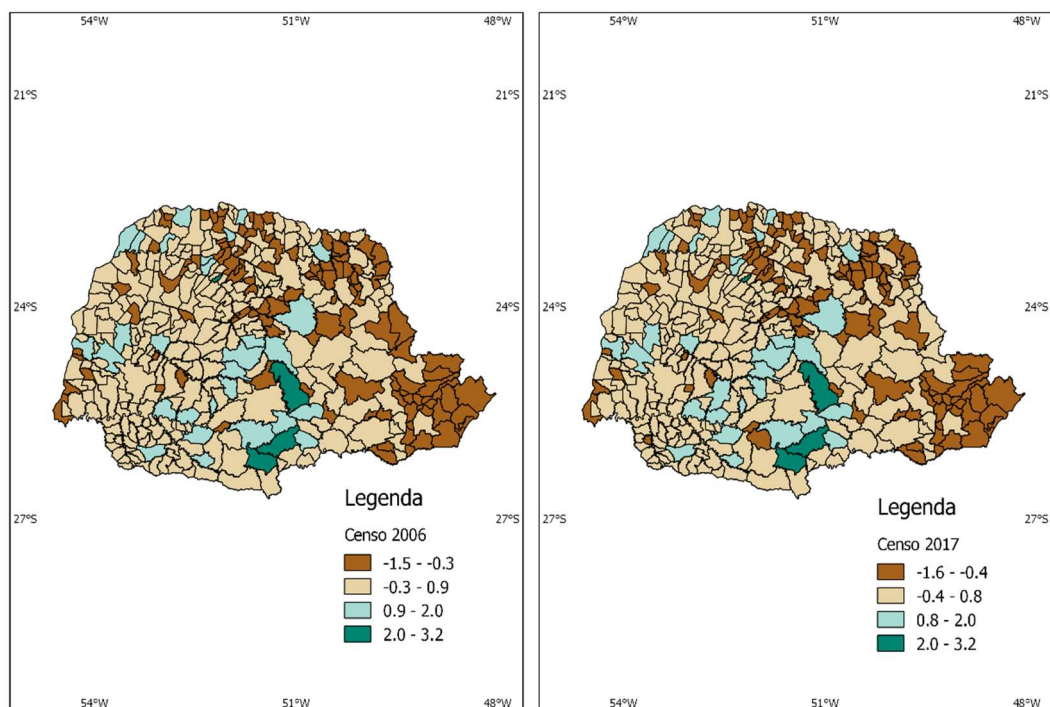 54°W 51°W 48°W
21°S 21°S
24°S 24°S
27°S 27°S
Legenda
Censo 2006
-1.5 - -0.3
-0.3 - 0.9
0.9 - 2.0
2.0 - 3.2
54°W 51°W 48°W
54°W 51°W 48°W
21°S 21°S
24°S 24°S
27°S 27°S
Legenda
Censo 2017
-1.6 - -0.4
-0.4 - 0.8
0.8 - 2.0
2.0 - 3.2
54°W 51°W 48°W